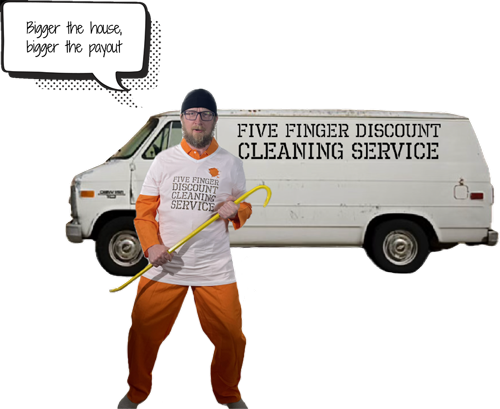 Bigger the house,
bigger the payout
FIVE FINGER DISCOUNT
CLEANING SERVICE
FIVE FINGER
DISCOUNT
CLEANING
SERVICE